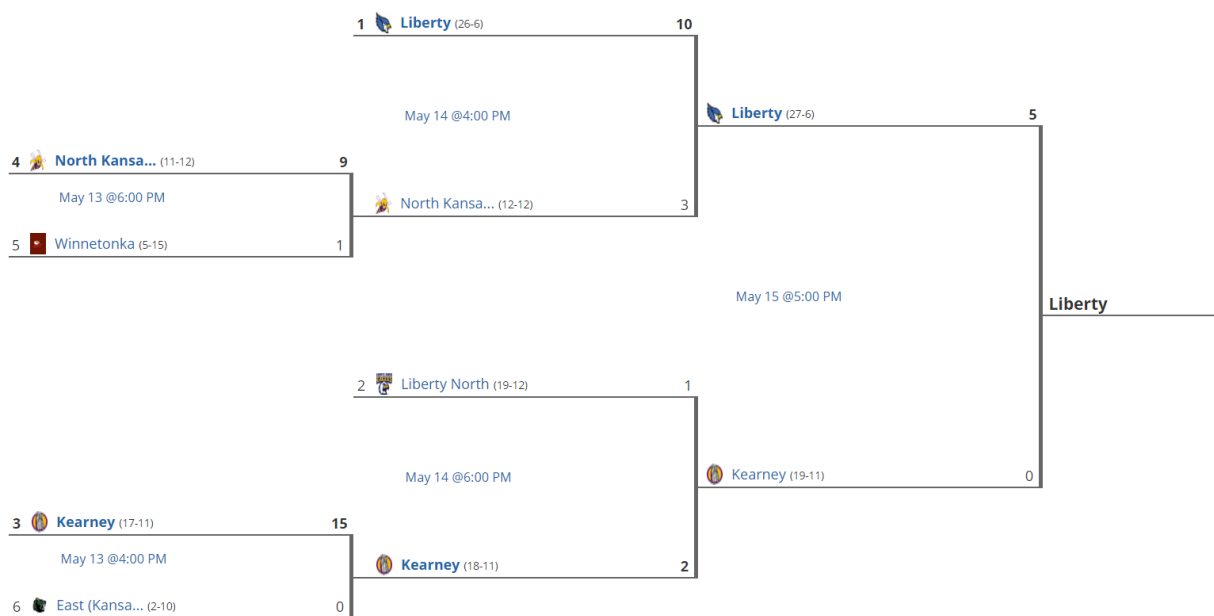 1 Liberty (26-6) 10
May 14 @4:00 PM
Liberty (27-6) 5
4 North Kansa... (11-12) 9
May 13 @6:00 PM
North Kansa... (12-12) 3
5 Winnetonka (5-15) 1
May 15 @5:00 PM
Liberty
2 Liberty North (19-12) 1
May 14 @6:00 PM
Kearney (19-11) 0
3 Kearney (17-11) 15
May 13 @4:00 PM
Kearney (18-11) 2
6 East (Kansa... (2-10) 0